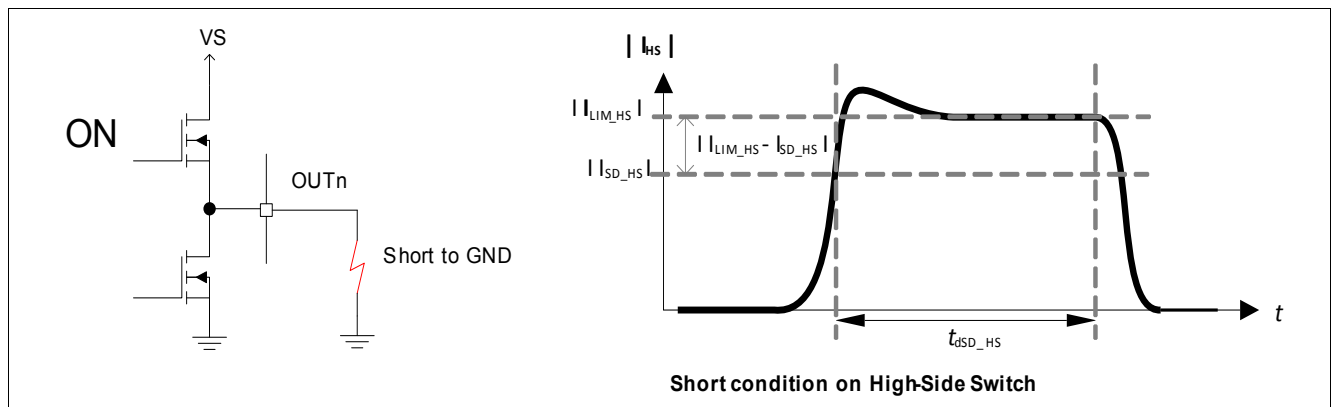 VS
ON
OUTn
Short to GND
| I_HS |
| I_LIM_HS |
| I_LIM_HS - I_SD_HS |
| I_SD_HS |
t
t_dSD_HS
Short condition on High-Side Switch